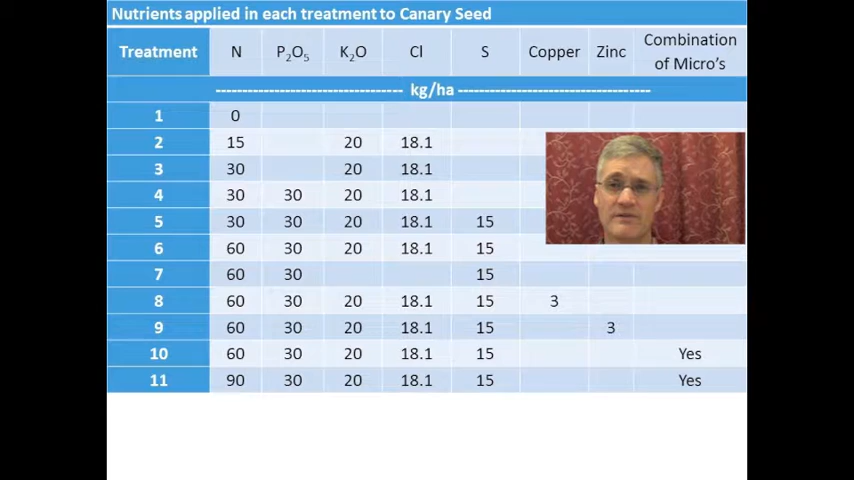 Nutrients applied in each treatment to Canary Seed
Treatment N P2O5 K2O Cl S Copper Zinc Combination of Micro's
------------------------------------ kg/ha -------------------------------------
1 0
2 15 20 18.1
3 30 20 18.1
4 30 30 20 18.1
5 30 30 20 18.1 15
6 60 30 20 18.1 15
7 60 30 15
8 60 30 20 18.1 15 3
9 60 30 20 18.1 15 3
10 60 30 20 18.1 15 Yes
11 90 30 20 18.1 15 Yes